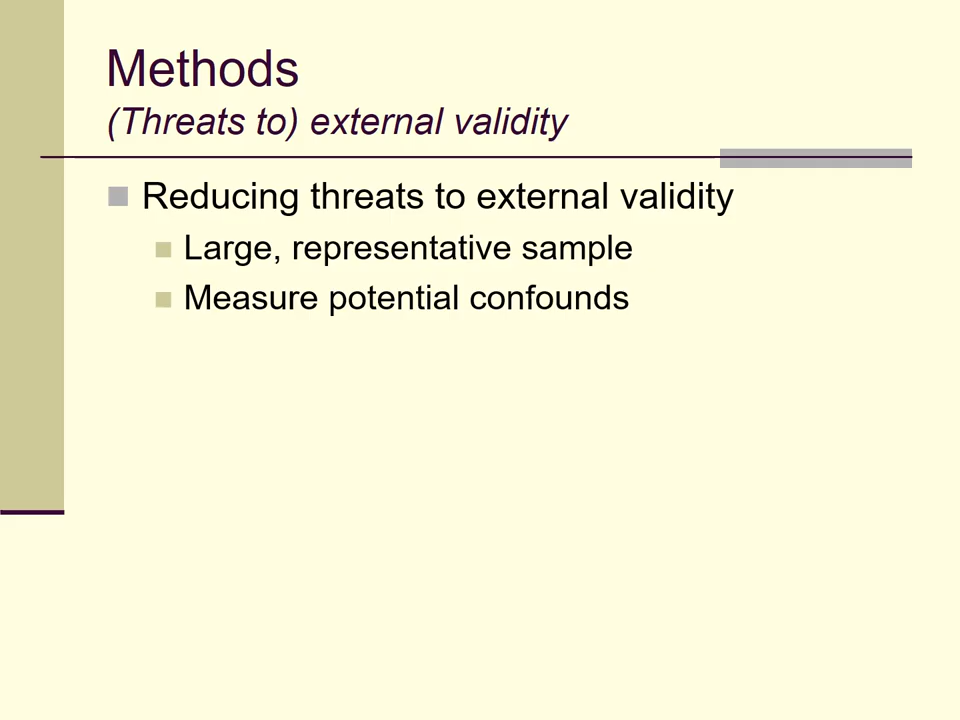 Methods
(Threats to) external validity
Reducing threats to external validity
Large, representative sample
Measure potential confounds